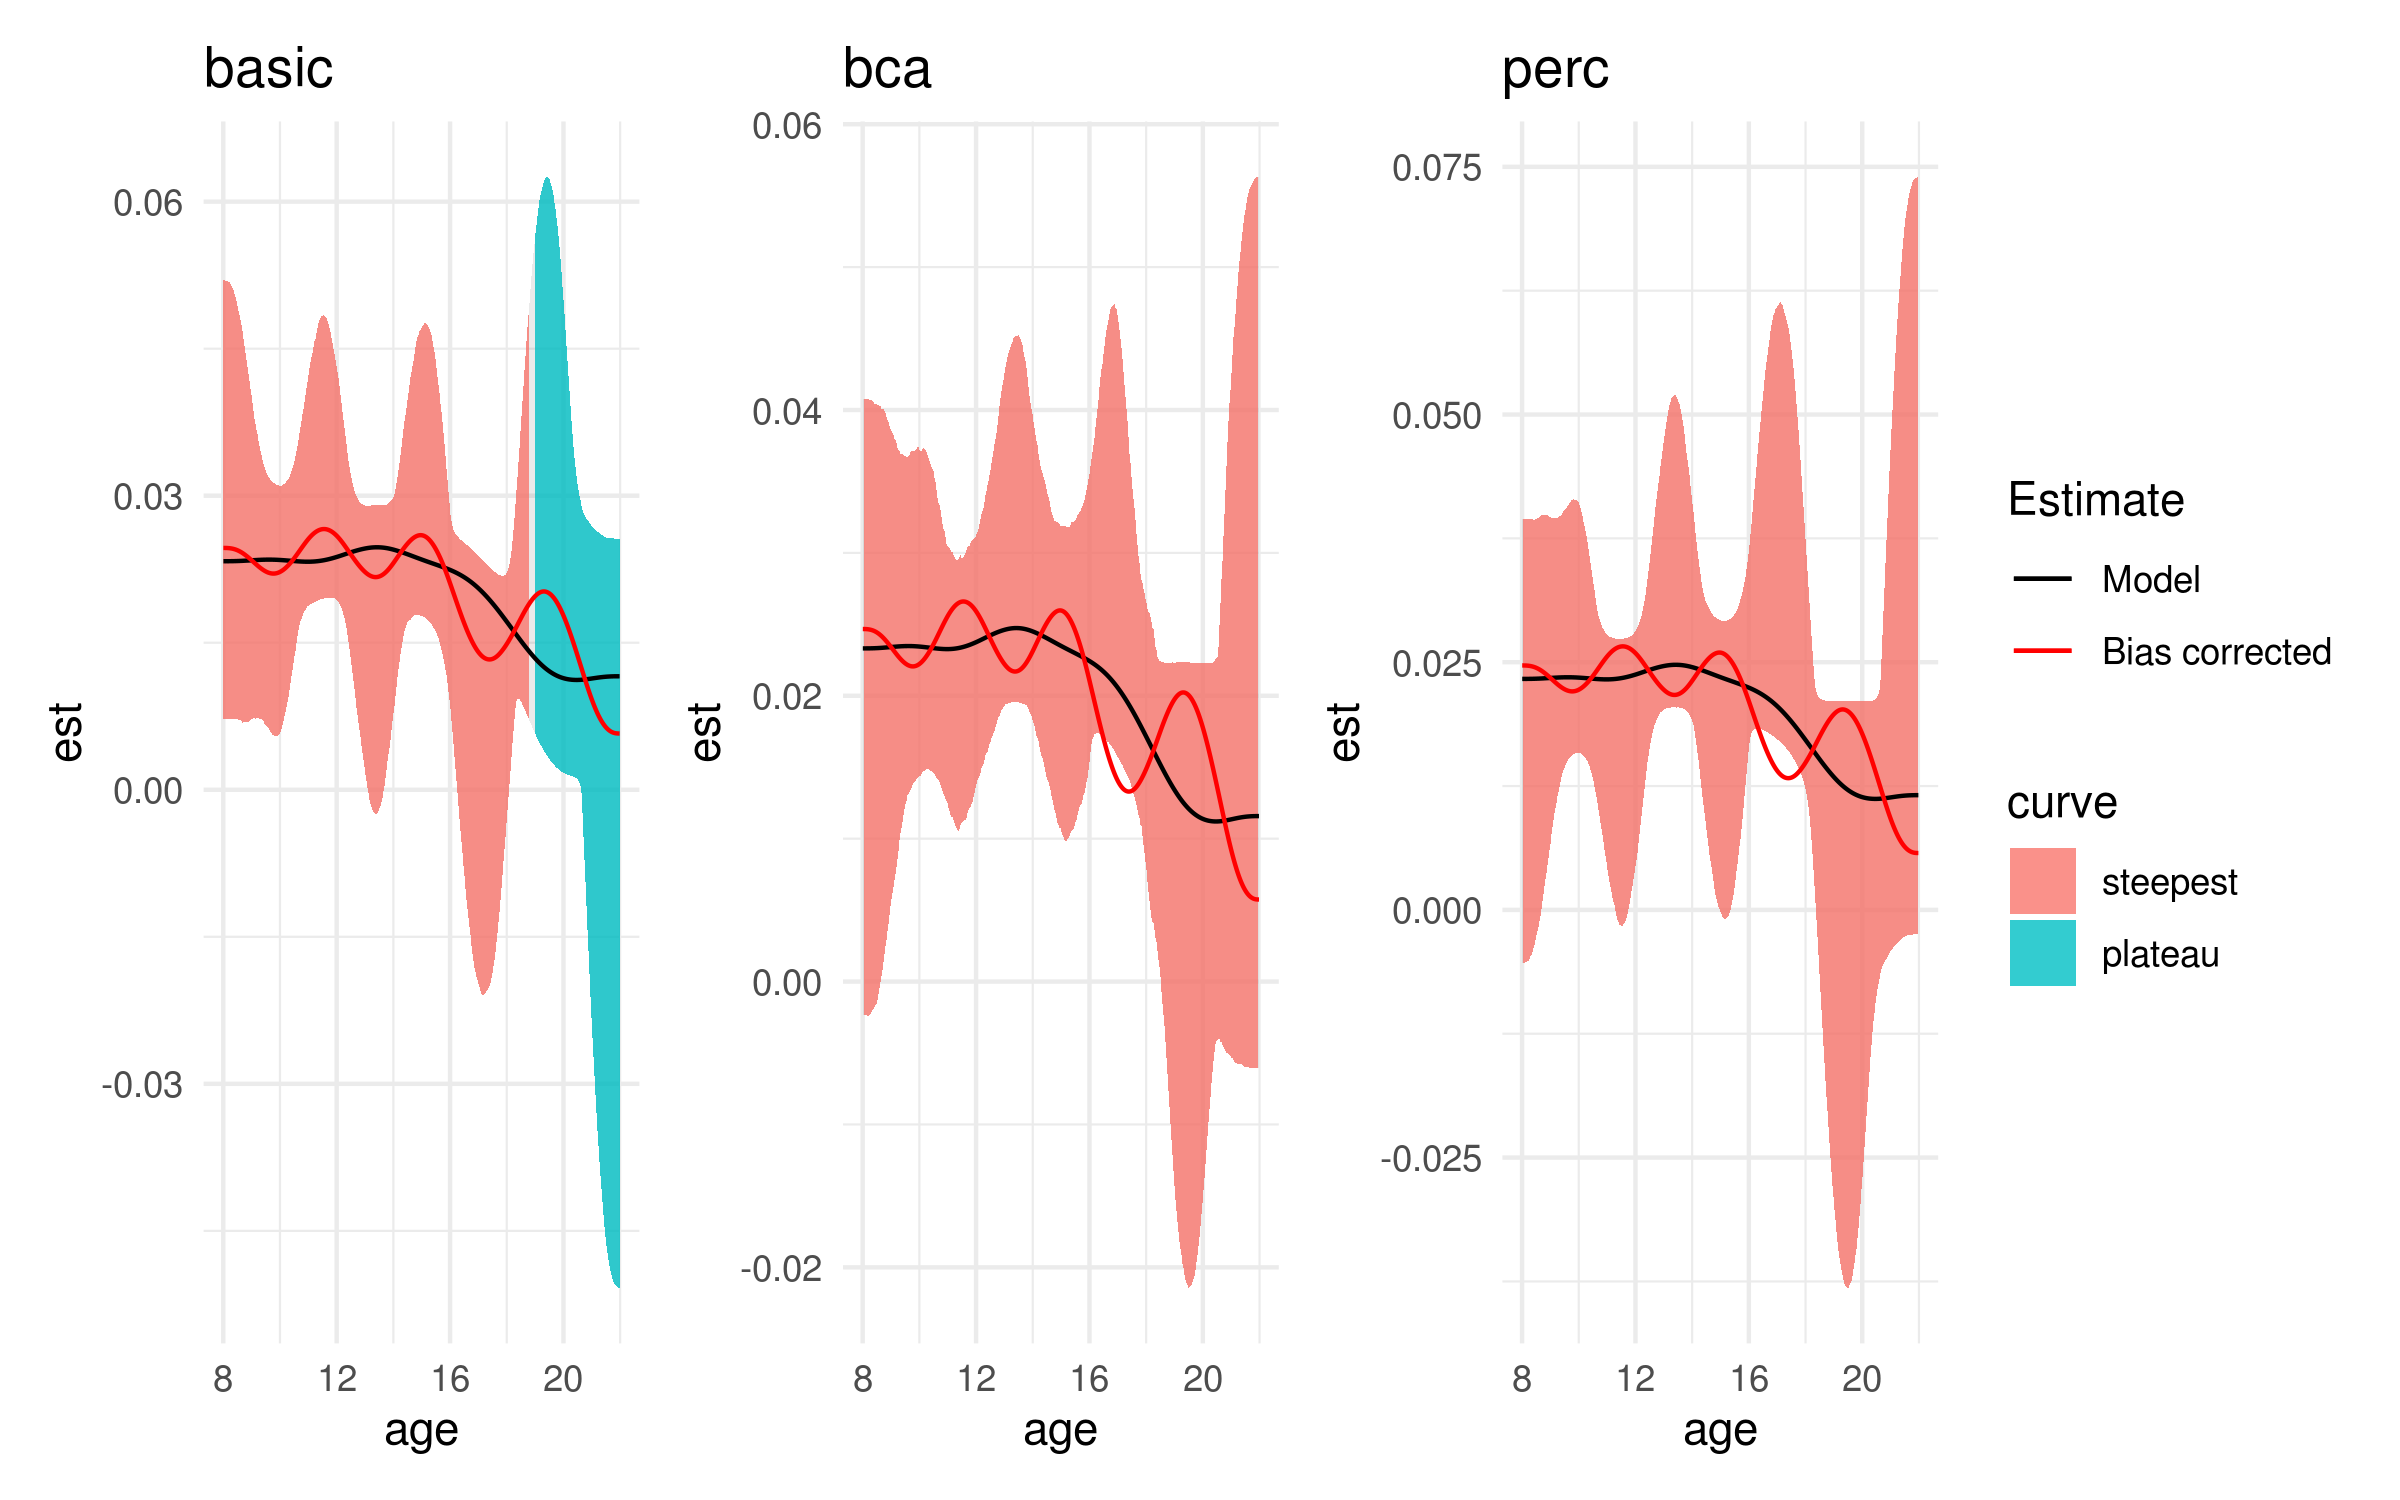 basic
0.06
0.03
0.00
-0.03
est
8 12 16 20
age
bca
0.06
0.04
0.02
0.00
-0.02
est
8 12 16 20
age
perc
0.075
0.050
0.025
0.000
-0.025
est
8 12 16 20
age
Estimate
Model
Bias corrected
curve
steepest
plateau